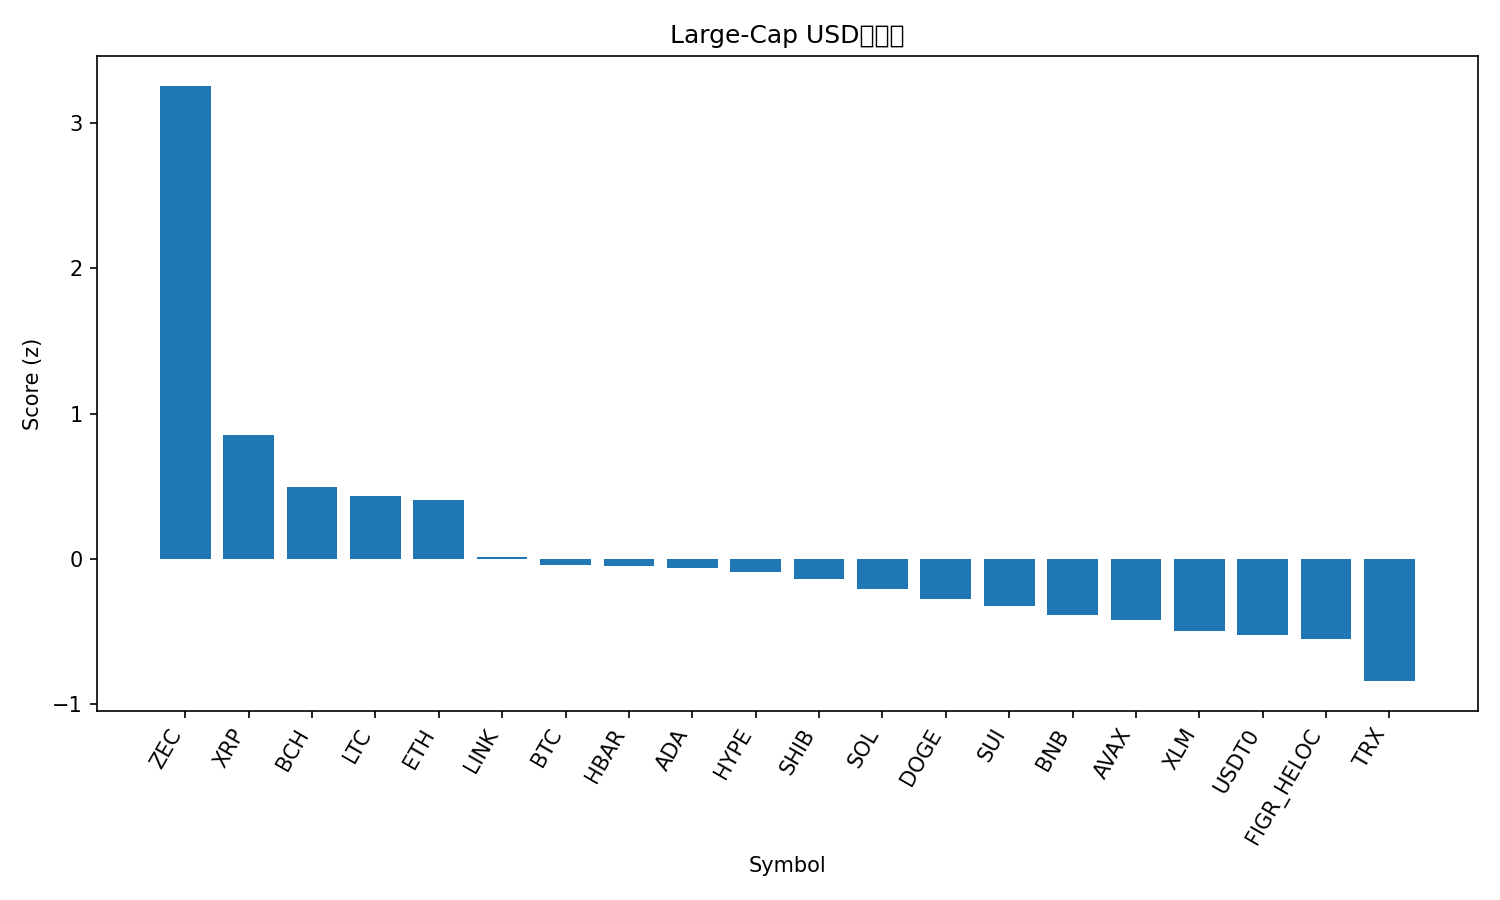 Large-Cap USD
Score (z)
3
2
1
0
−1
ZEC
XRP
BCH
LTC
ETH
LINK
BTC
HBAR
ADA
HYPE
SHIB
SOL
DOGE
SUI
BNB
AVAX
XLM
USDT0
FIGR_HELOC
TRX
Symbol